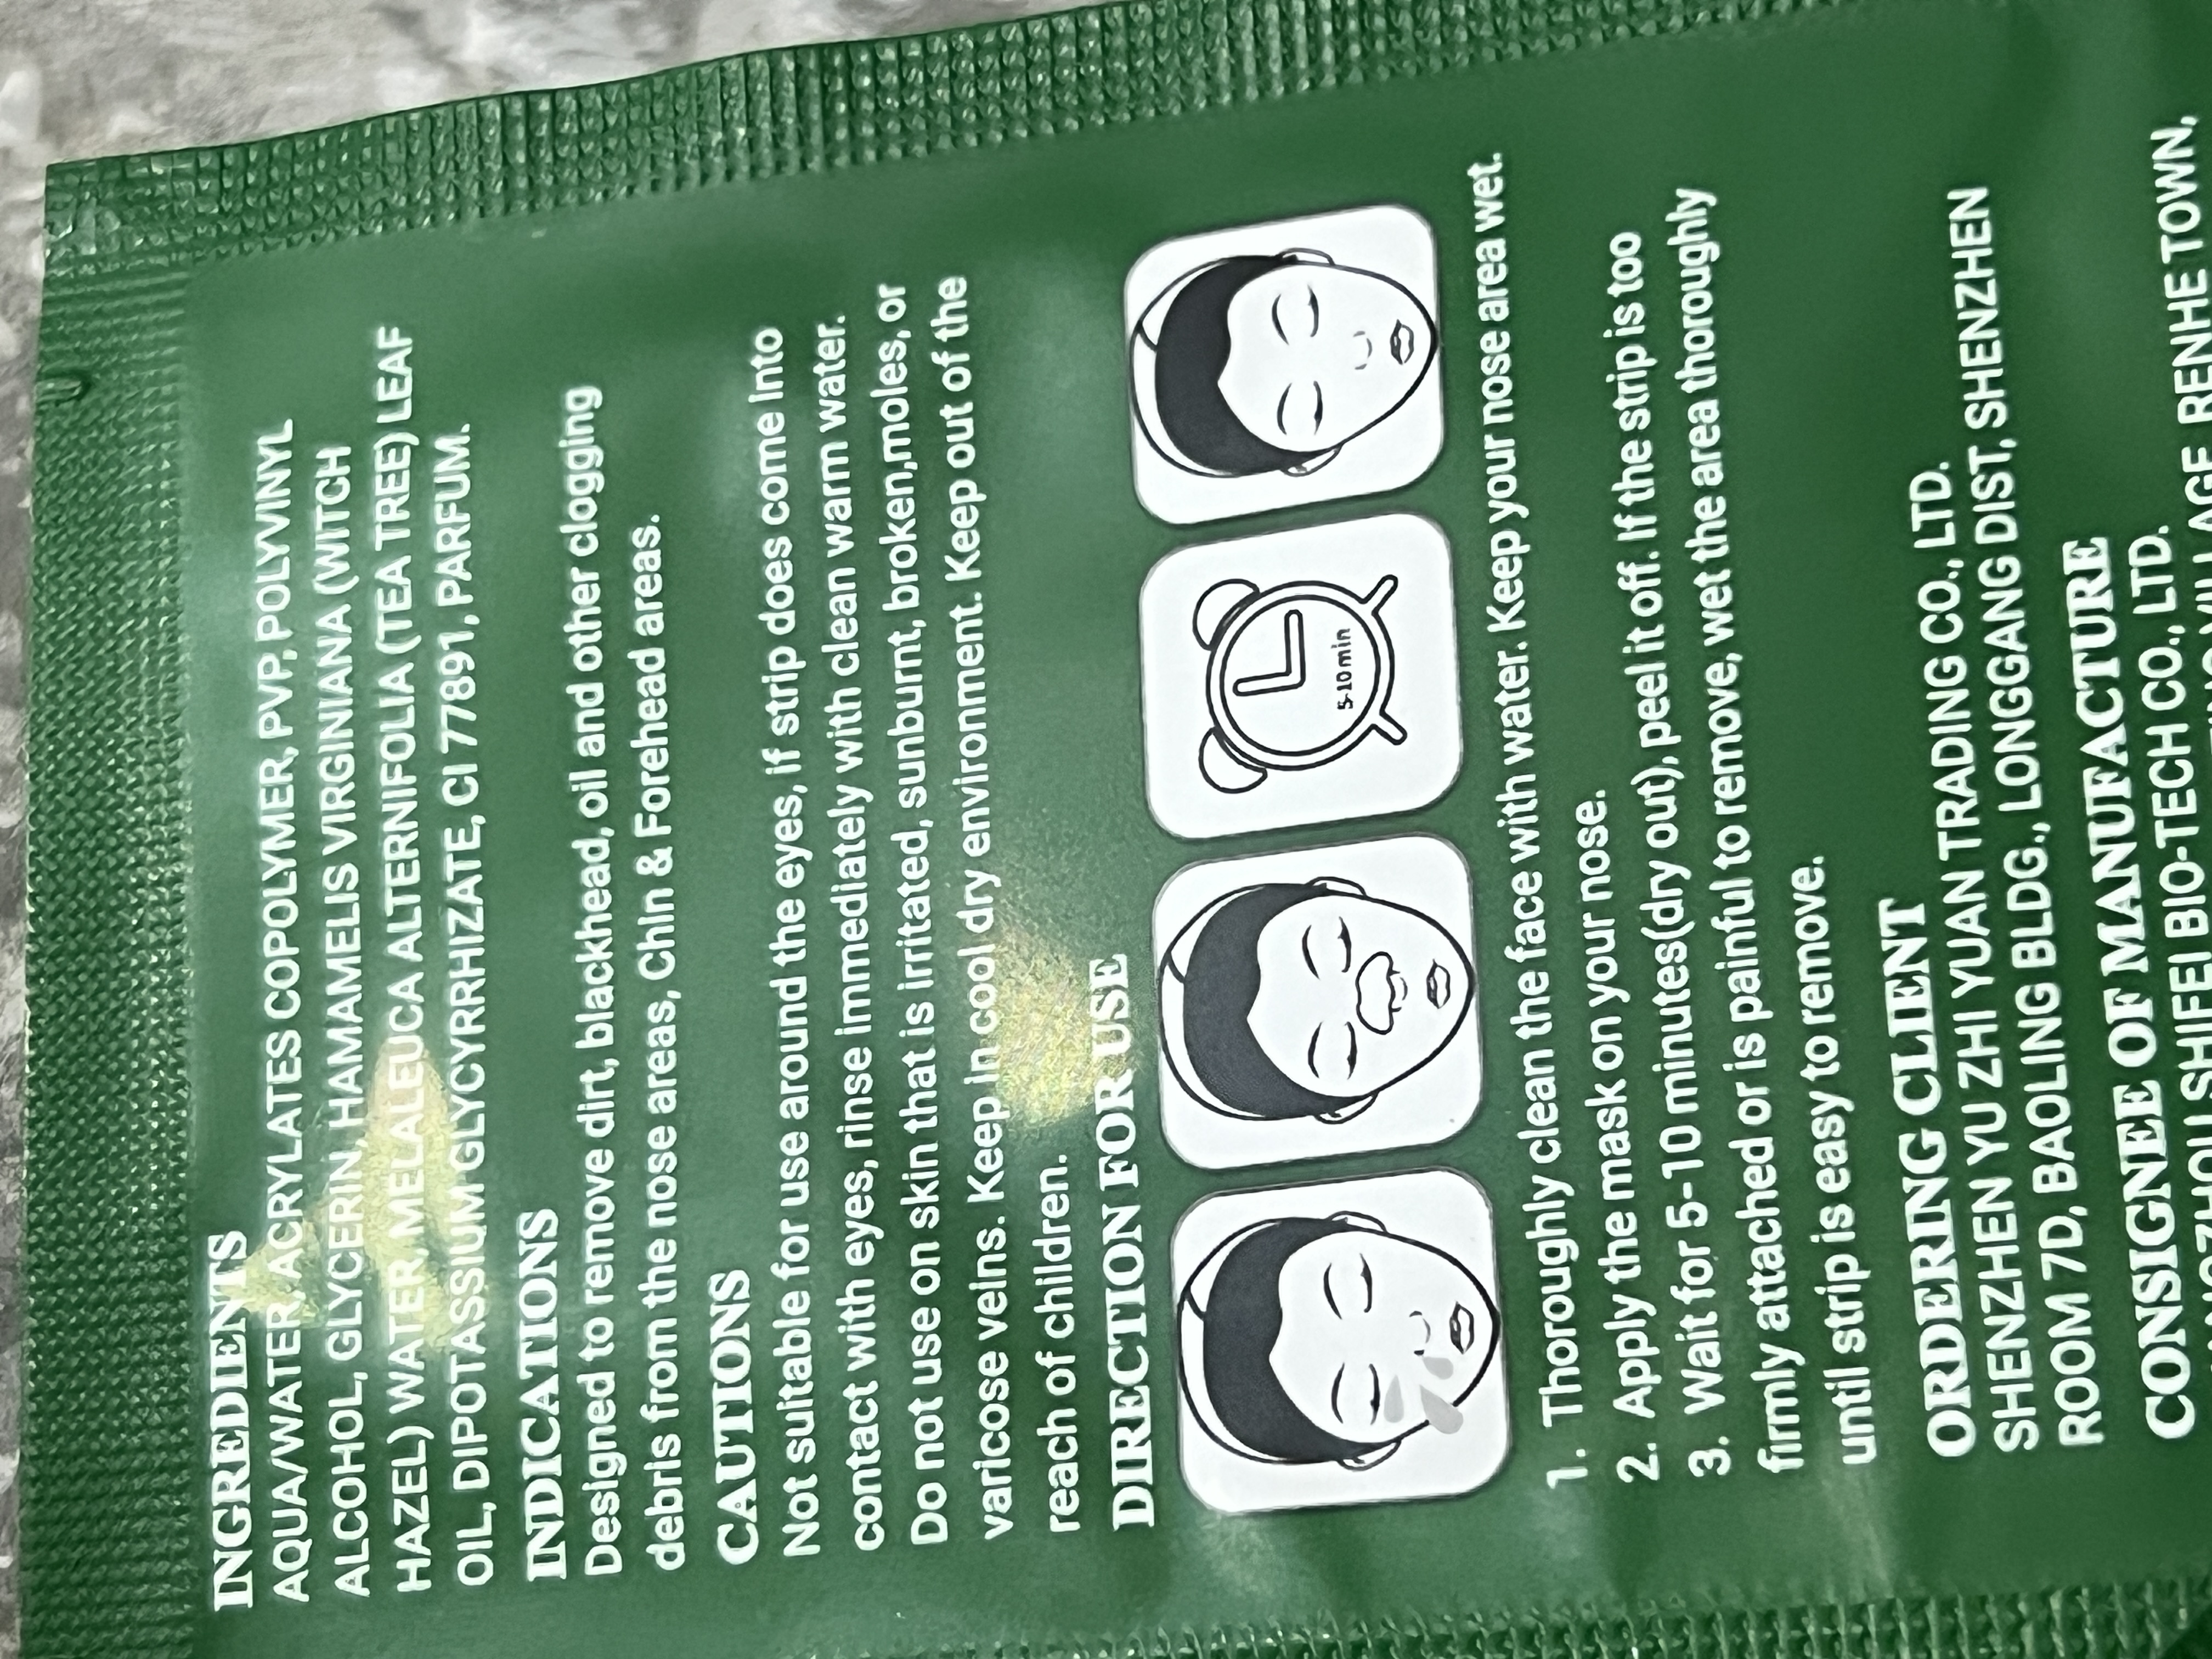 INGREDIENTS
AQUA/WATER, ACRYLATES COPOLYMER, PVP, POLYVINYL
ALCOHOL, GLYCERIN, HAMAMELIS VIRGINIANA (WITCH
HAZEL) WATER, MELALEUCA ALTERNIFOLIA (TEA TREE) LEAF
OIL, DIPOTASSIUM GLYCYRRHIZATE, CI 77891, PARFUM.
INDICATIONS
Designed to remove dirt, blackhead, oil and other clogging
debris from the nose areas, Chin & Forehead areas.
CAUTIONS
Not suitable for use around the eyes, if strip does come into
contact with eyes, rinse immediately with clean warm water.
Do not use on skin that is irritated, sunburnt, broken,moles, or
varicose veins. Keep in cool dry environment. Keep out of the
reach of children.
DIRECTION FOR USE
5-10min
1. Thoroughly clean the face with water. Keep your nose area wet.
2. Apply the mask on your nose.
3. Wait for 5-10 minutes(dry out), peel it off. If the strip is too
firmly attached or is painful to remove, wet the area thoroughly
until strip is easy to remove.
ORDERING CLIENT
SHENZHEN YU ZHI YUAN TRADING CO., LTD.
ROOM 7D, BAOLING BLDG., LONGGANG DIST, SHENZHEN
CONSIGNEE OF MANUFACTURE
SHIFEI BIO-TECH CO., LTD.
RENHE TOWN,